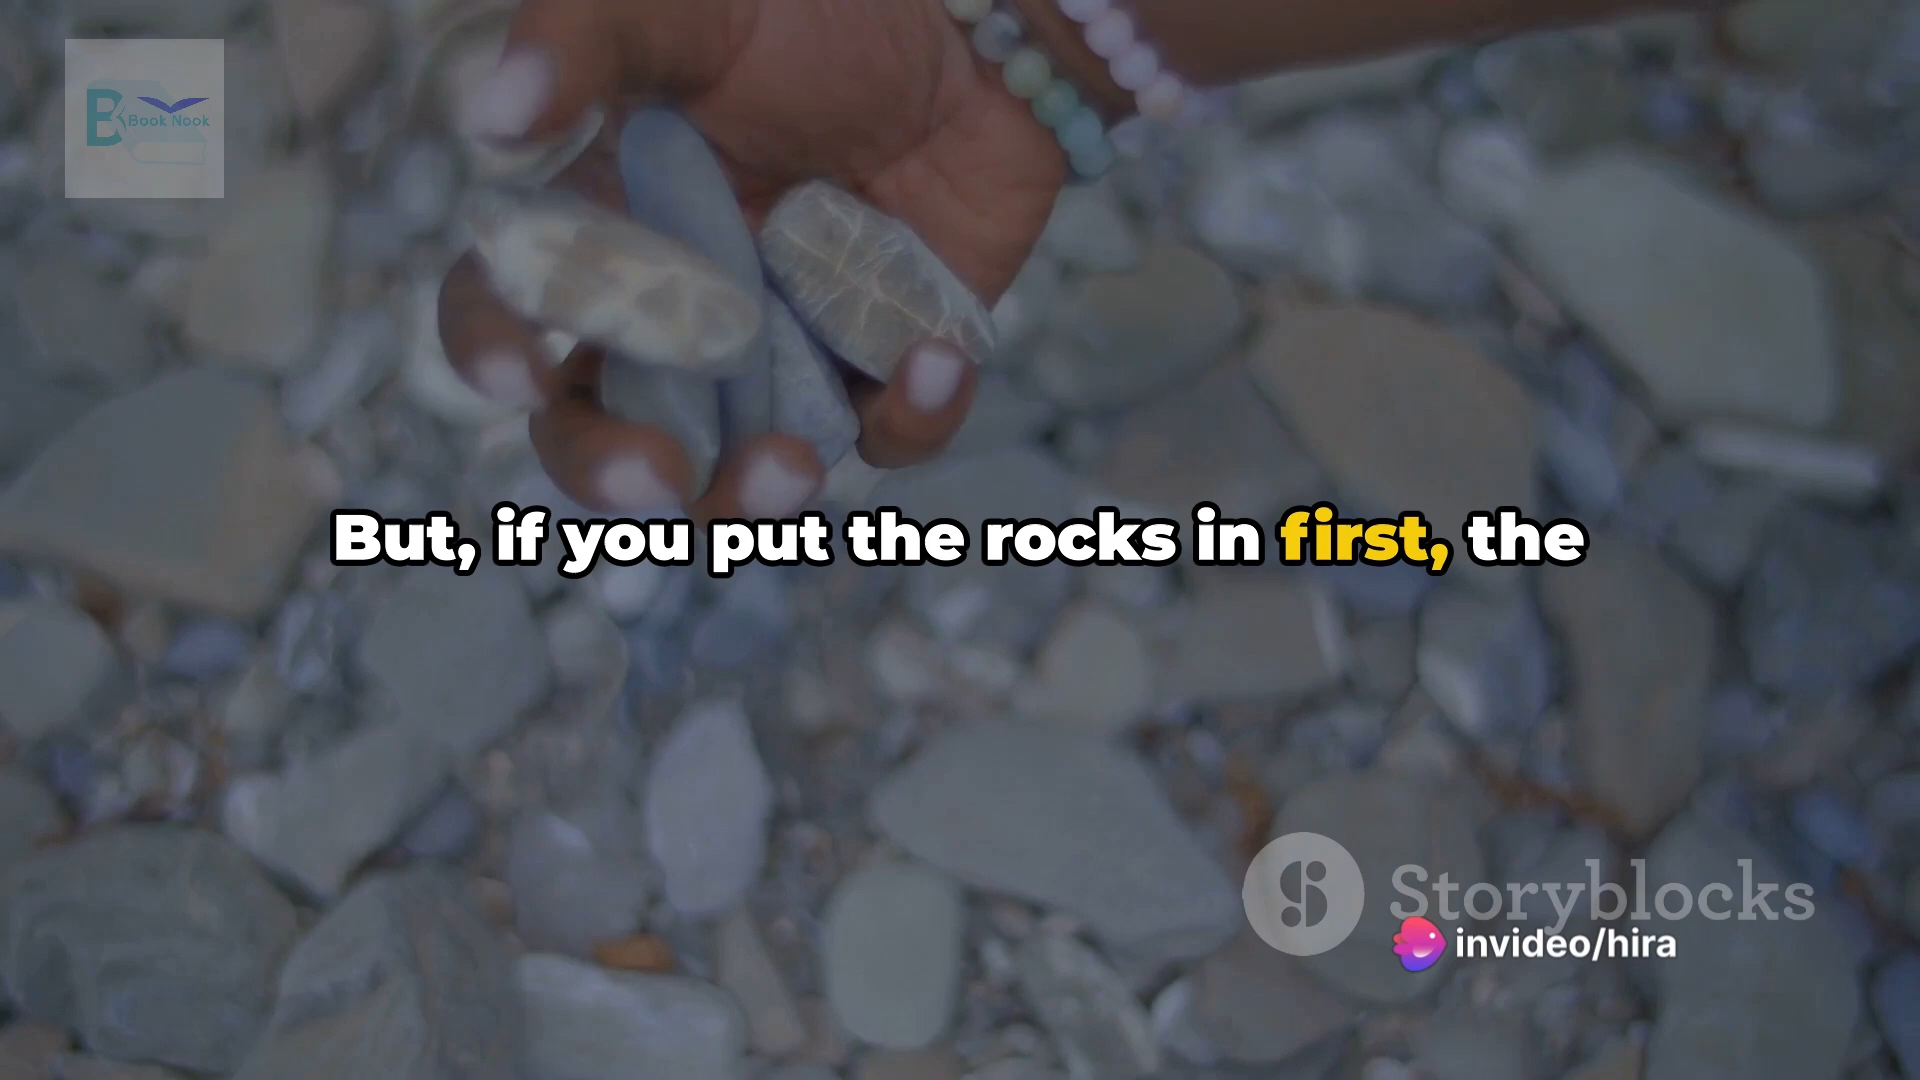 Book Nook
But, if you put the rocks in first, the
Storyblocks
invideo/hira